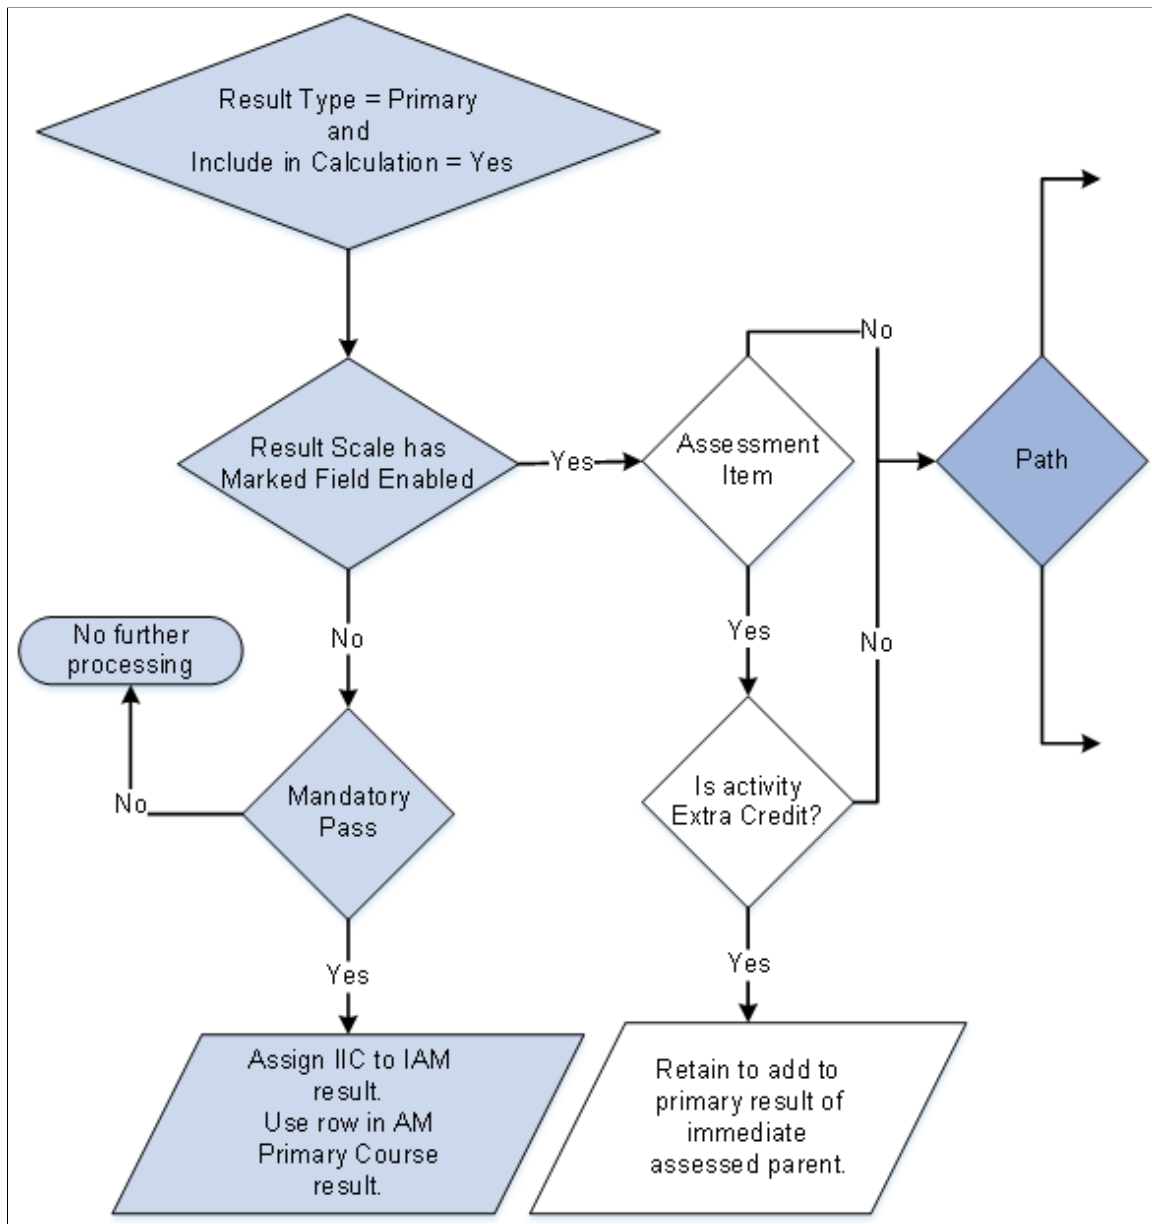 Result Type = Primary
and
Include in Calculation = Yes
Result Scale has
Marked Field Enabled
Yes
Assessment
Item
No
Path
No
Yes
No
No further
processing
Mandatory
Pass
No
Is activity
Extra Credit?
Yes
Yes
Assign IIC to IAM
result.
Use row in AM
Primary Course
result.
Retain to add to
primary result of
immediate
assessed parent.